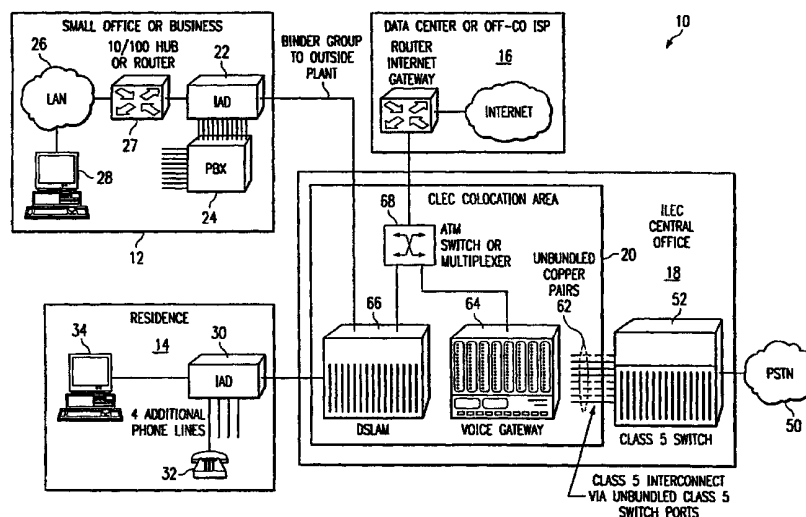 SMALL OFFICE OR BUSINESS
26
10/100 HUB
OR ROUTER
22
LAN
IAD
27
PBX
28
24
12
BINDER
GROUP
TO OUTSIDE
PLANT
DATA CENTER OR OFF-CO ISP
ROUTER
INTERNET
GATEWAY
16
INTERNET
10
CLEC COLOCATION AREA
68
ATM
SWITCH OR
MULTIPLEXER
20
ILEC
CENTRAL
OFFICE
18
UNBUNDLED
COPPER
PAIRS
62
52
66
64
DSLAM
VOICE GATEWAY
CLASS 5 SWITCH
PSTN
50
RESIDENCE
34
14
30
IAD
4 ADDITIONAL
PHONE LINES
32
CLASS 5 INTERCONNECT
VIA UNBUNDLED CLASS 5
SWITCH PORTS